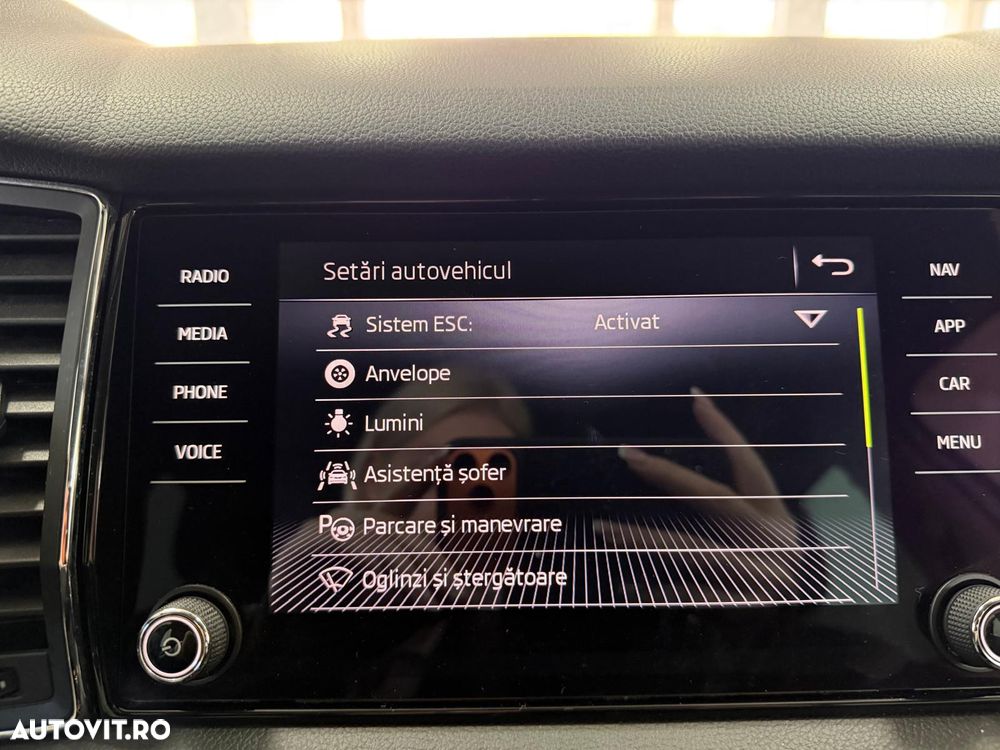 RADIO
MEDIA
PHONE
VOICE
Setări autovehicul
Sistem ESC: Activat
Anvelope
Lumini
Asistență șofer
Parcare și manevrare
Oglinzi și ștergătoare
NAV
APP
CAR
MENU
AUTOVIT.RO